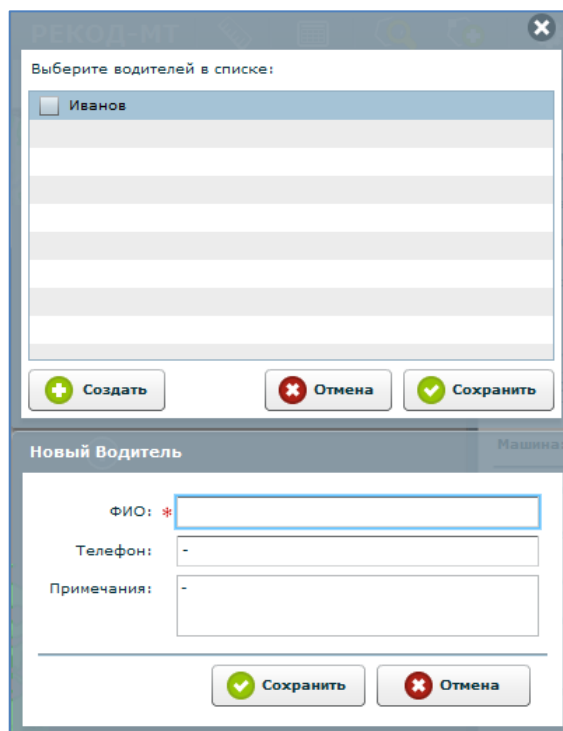 РЕКОД-МТ
Выберите водителей в списке:
Иванов
Создать
Отмена
Сохранить
Машина:
Новый Водитель
ФИО: *
Телефон: -
Примечания: -
Сохранить
Отмена